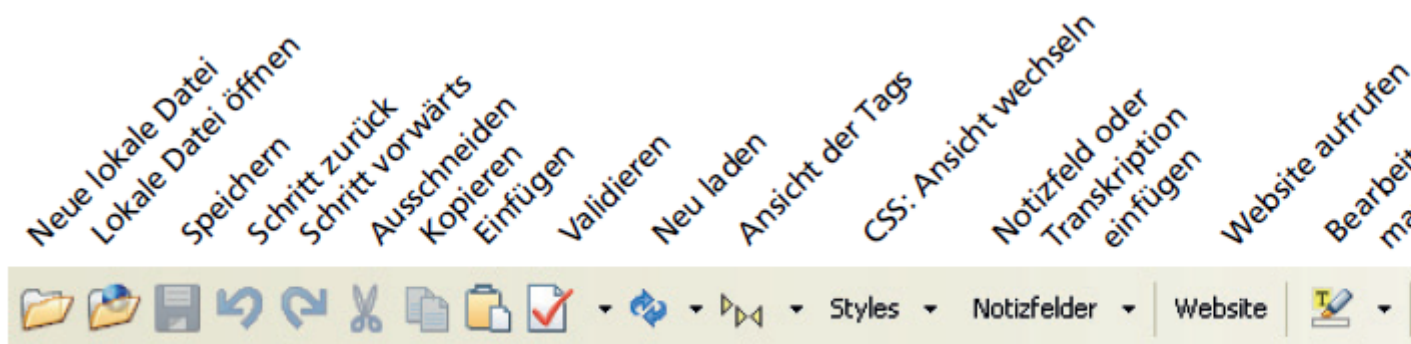 Neue lokale Datei
Lokale Datei öffnen
Speichern
Schritt zurück
Schritt vorwärts
Ausschneiden
Kopieren
Einfügen
Validieren
Neu laden
Ansicht der Tags
CSS: Ansicht wechseln
Notizfeld oder
Transkription
einfügen
Website aufrufen
Styles
Notizfelder
Website